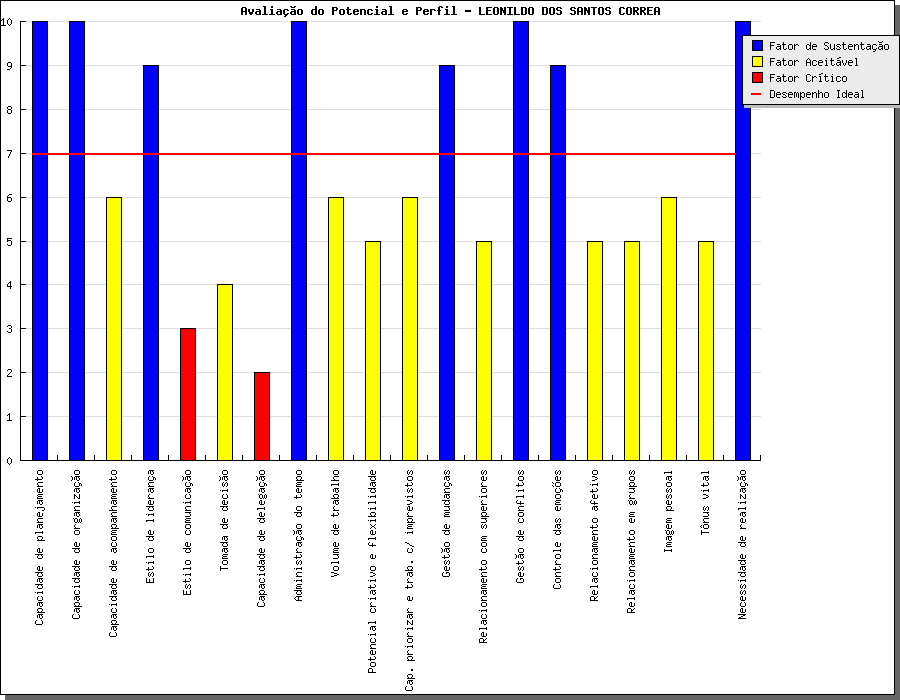 Avaliação do Potencial e Perfil - LEONILDO DOS SANTOS CORREA
10
9
8
7
6
5
4
3
2
1
0
Fator de Sustentação
Fator Aceitável
Fator Crítico
Desempenho Ideal
Capacidade de planejamento
Capacidade de organização
Capacidade de acompanhamento
Estilo de liderança
Estilo de comunicação
Tomada de decisão
Capacidade de delegação
Administração do tempo
Volume de trabalho
Potencial criativo e flexibilidade
Cap. priorizar e trab. c/ imprevistos
Gestão de mudanças
Relacionamento com superiores
Gestão de conflitos
Controle das emoções
Relacionamento afetivo
Relacionamento em grupos
Imagem pessoal
Tônus vital
Necessidade de realização